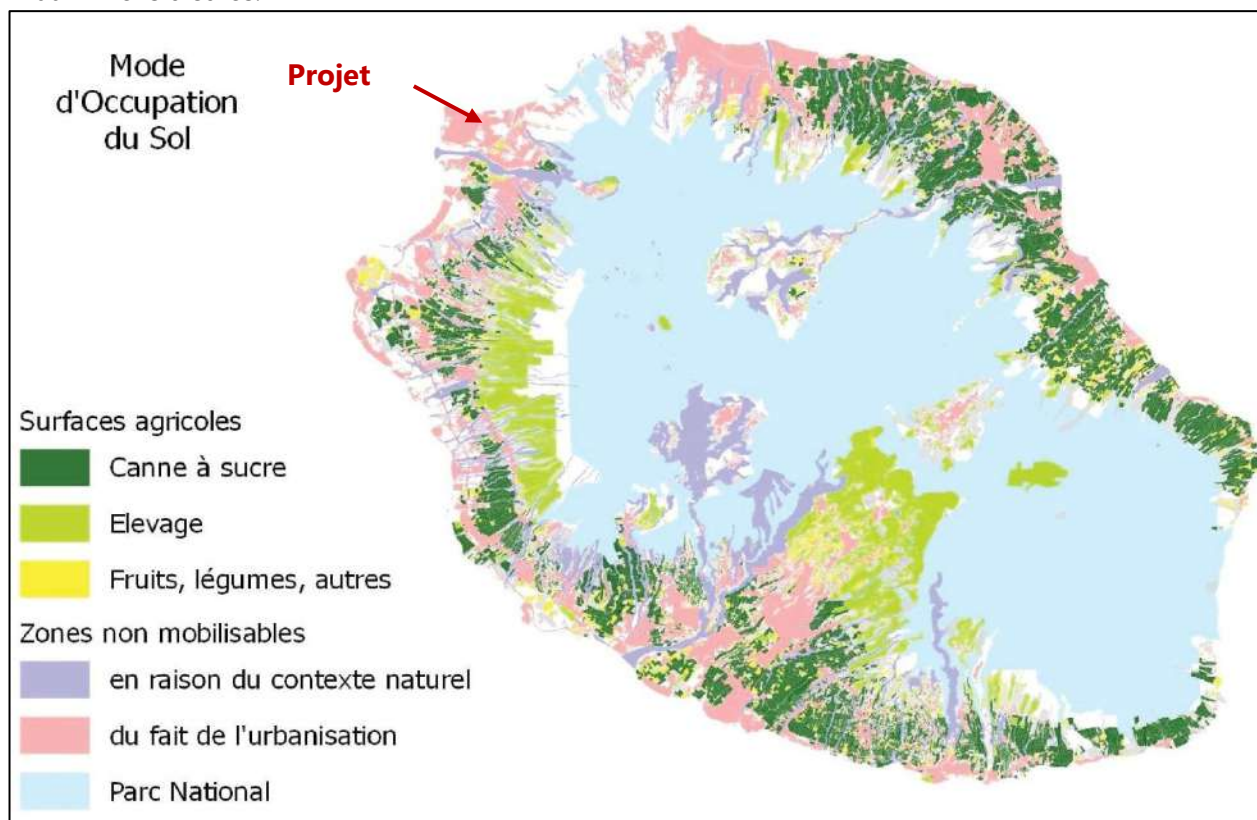 Mode
d'Occupation
du Sol
Projet
Surfaces agricoles
Canne à sucre
Elevage
Fruits, légumes, autres
Zones non mobilisables
en raison du contexte naturel
du fait de l'urbanisation
Parc National